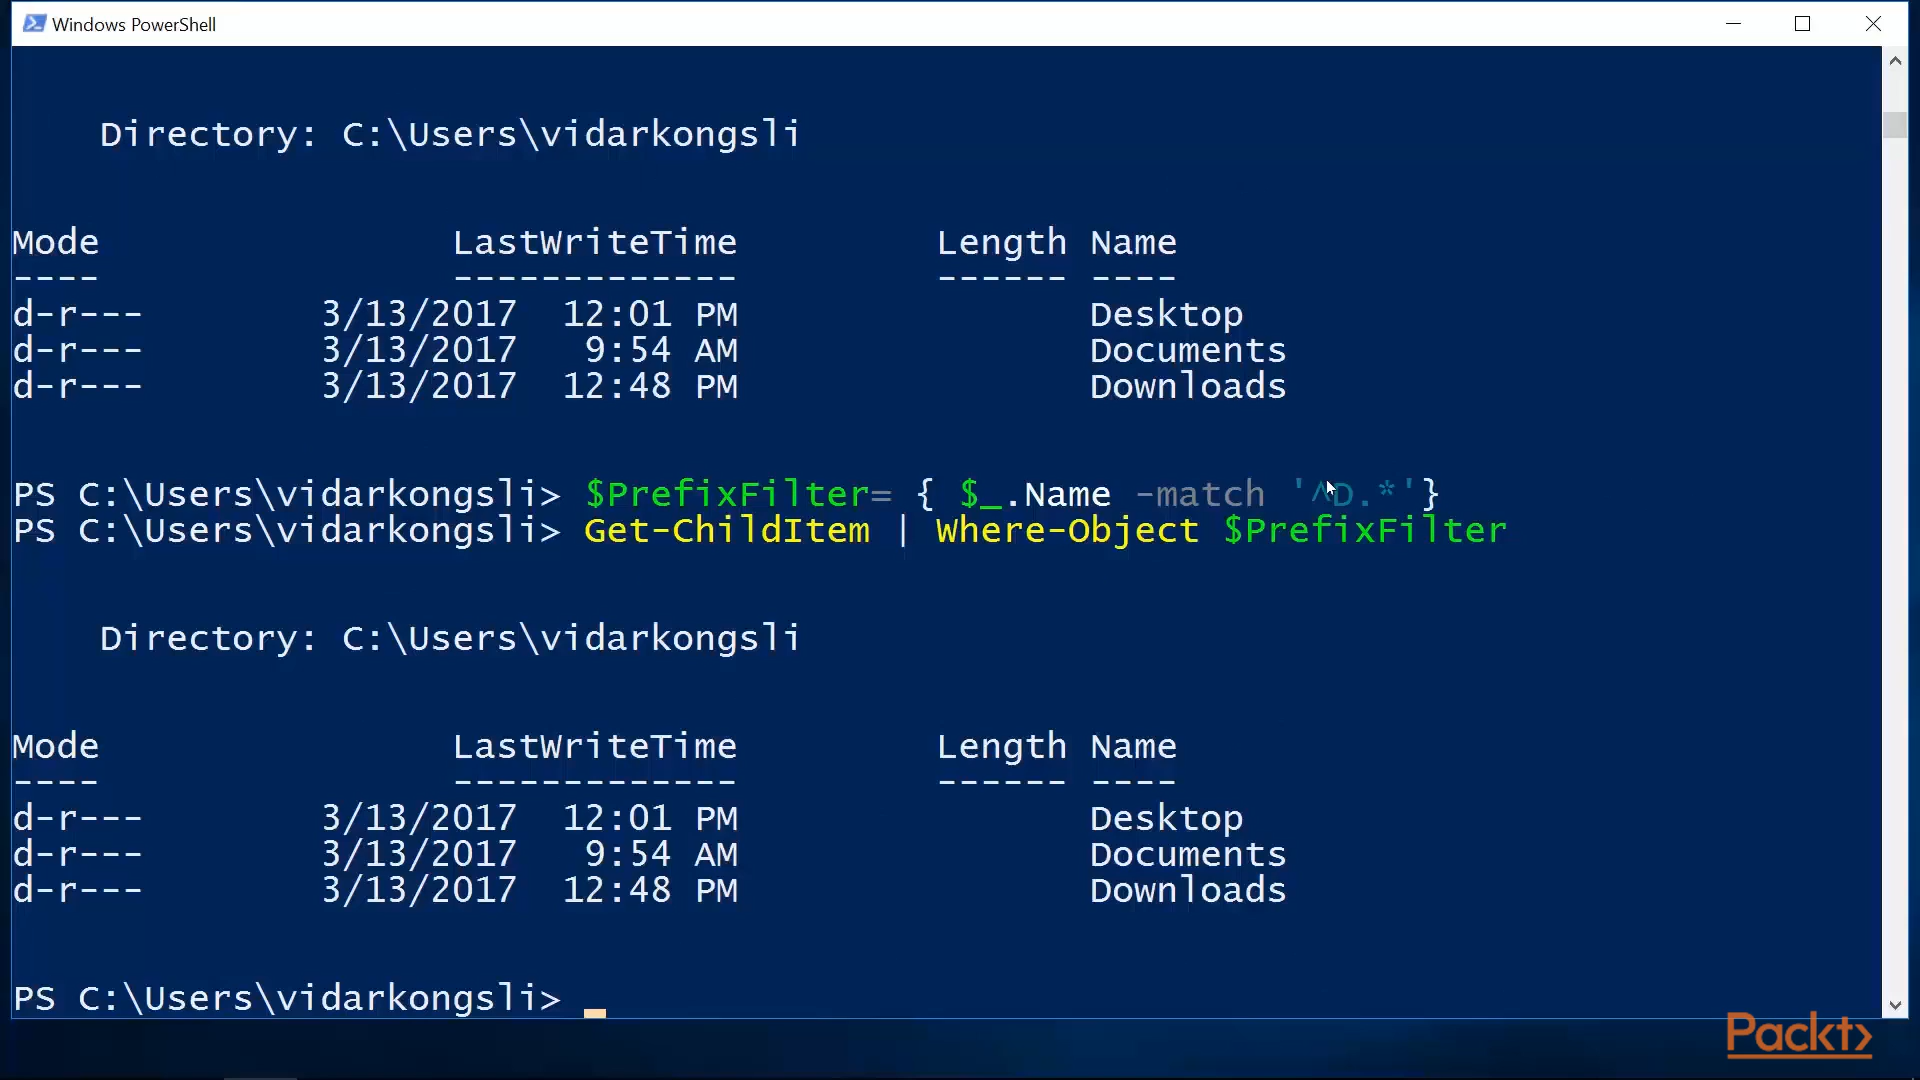 Windows PowerShell
Directory: C:\Users\vidarkongsli
Mode LastWriteTime Length Name
---- ------------- ------ ----
d-r--- 3/13/2017 12:01 PM Desktop
d-r--- 3/13/2017 9:54 AM Documents
d-r--- 3/13/2017 12:48 PM Downloads
PS C:\Users\vidarkongsli> $PrefixFilter= { $_.Name -match '^D.*'}
PS C:\Users\vidarkongsli> Get-ChildItem | Where-Object $PrefixFilter
Directory: C:\Users\vidarkongsli
Mode LastWriteTime Length Name
---- ------------- ------ ----
d-r--- 3/13/2017 12:01 PM Desktop
d-r--- 3/13/2017 9:54 AM Documents
d-r--- 3/13/2017 12:48 PM Downloads
PS C:\Users\vidarkongsli> _
Packt>